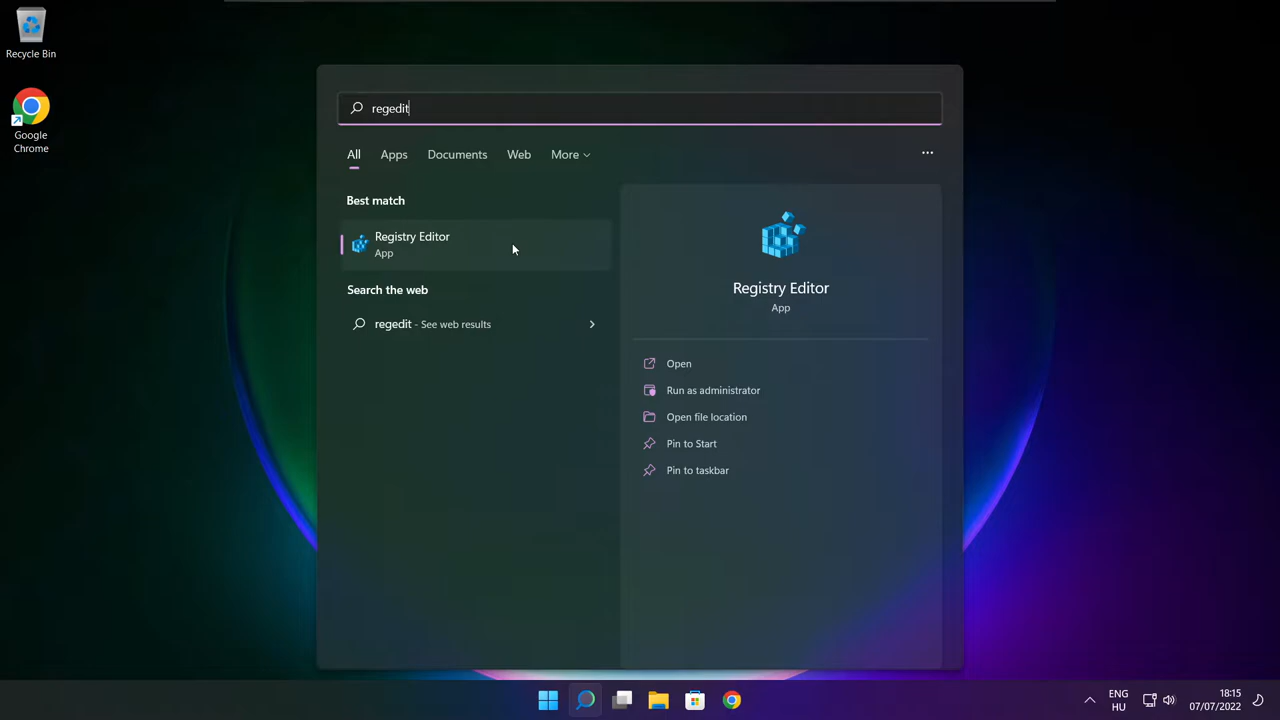 Recycle Bin
Google
Chrome
regedit
All
Apps
Documents
Web
More
Best match
Registry Editor
App
Search the web
regedit - See web results
Registry Editor
App
Open
Run as administrator
Open file location
Pin to Start
Pin to taskbar
ENG
HU
18:15
07/07/2022